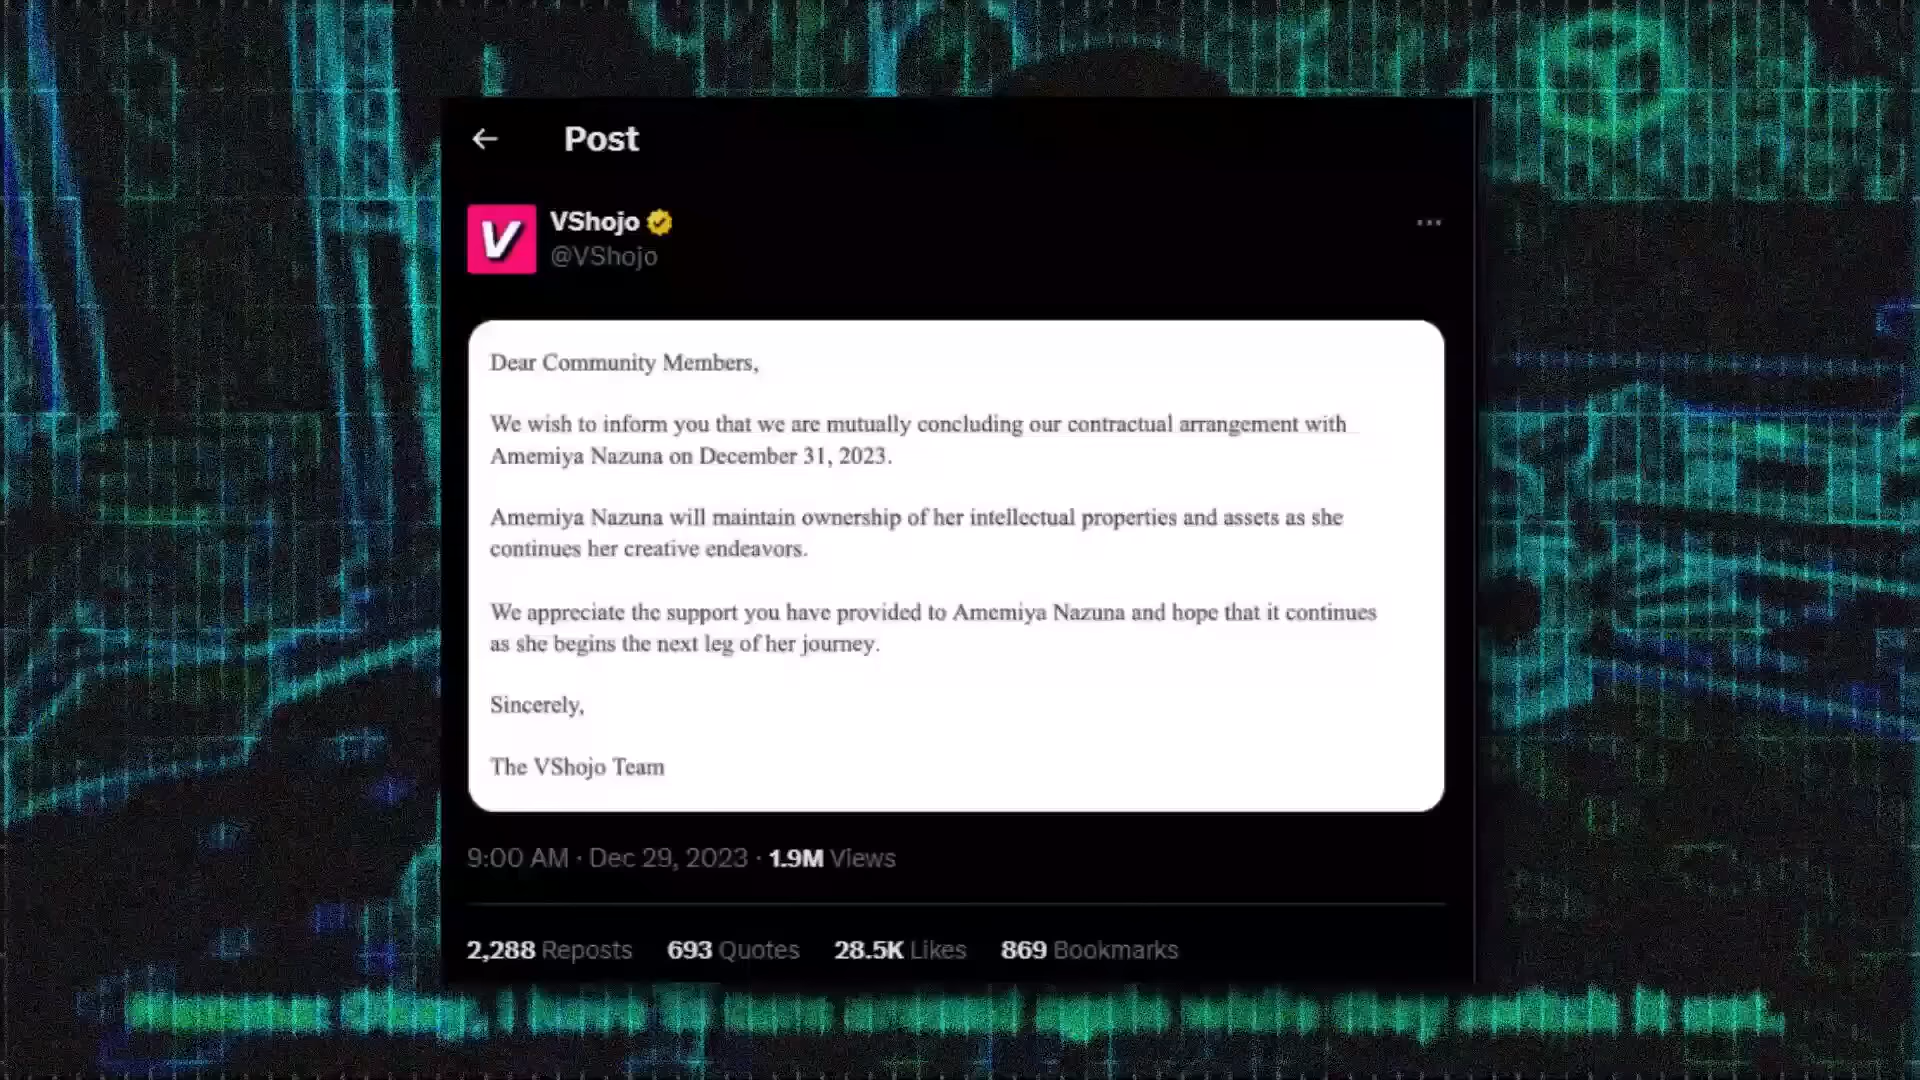 Post
V
VShojo
@VShojo
Dear Community Members,
We wish to inform you that we are mutually concluding our contractual arrangement with
Amemiya Nazuna on December 31, 2023.
Amemiya Nazuna will maintain ownership of her intellectual properties and assets as she
continues her creative endeavors.
We appreciate the support you have provided to Amemiya Nazuna and hope that it continues
as she begins the next leg of her journey.
Sincerely,
The VShojo Team
9:00 AM · Dec 29, 2023 · 1.9M Views
2,288 Reposts 693 Quotes 28.5K Likes 869 Bookmarks